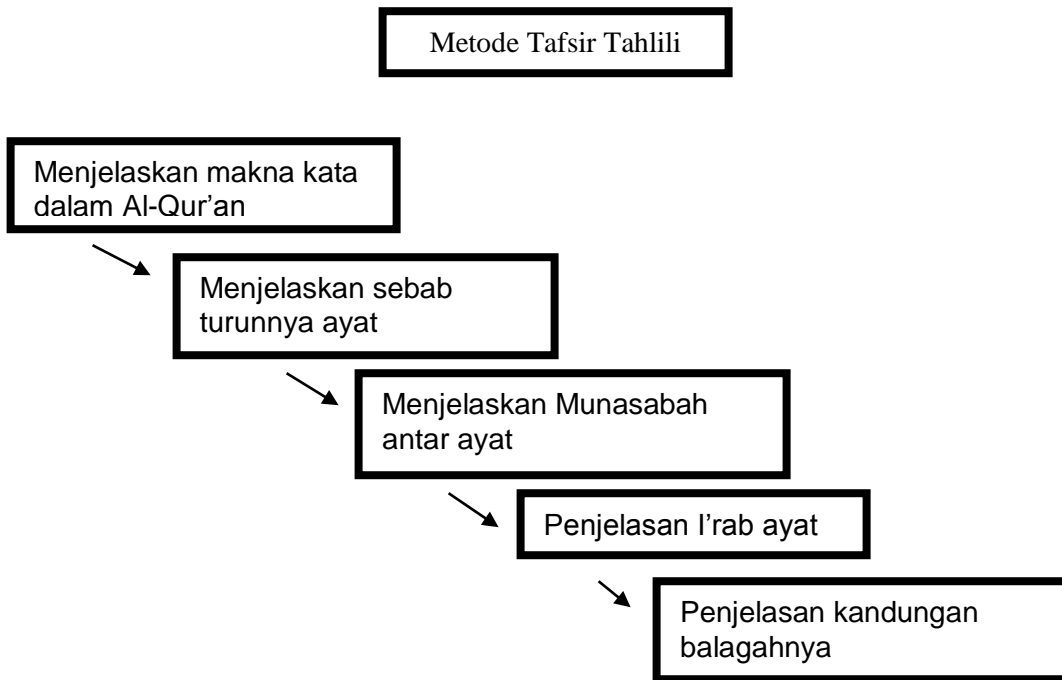 Metode Tafsir Tahlili
Menjelaskan makna kata
dalam Al-Qur’an
Menjelaskan sebab
turunnya ayat
Menjelaskan Munasabah
antar ayat
Penjelasan I’rab ayat
Penjelasan kandungan
balagahnya